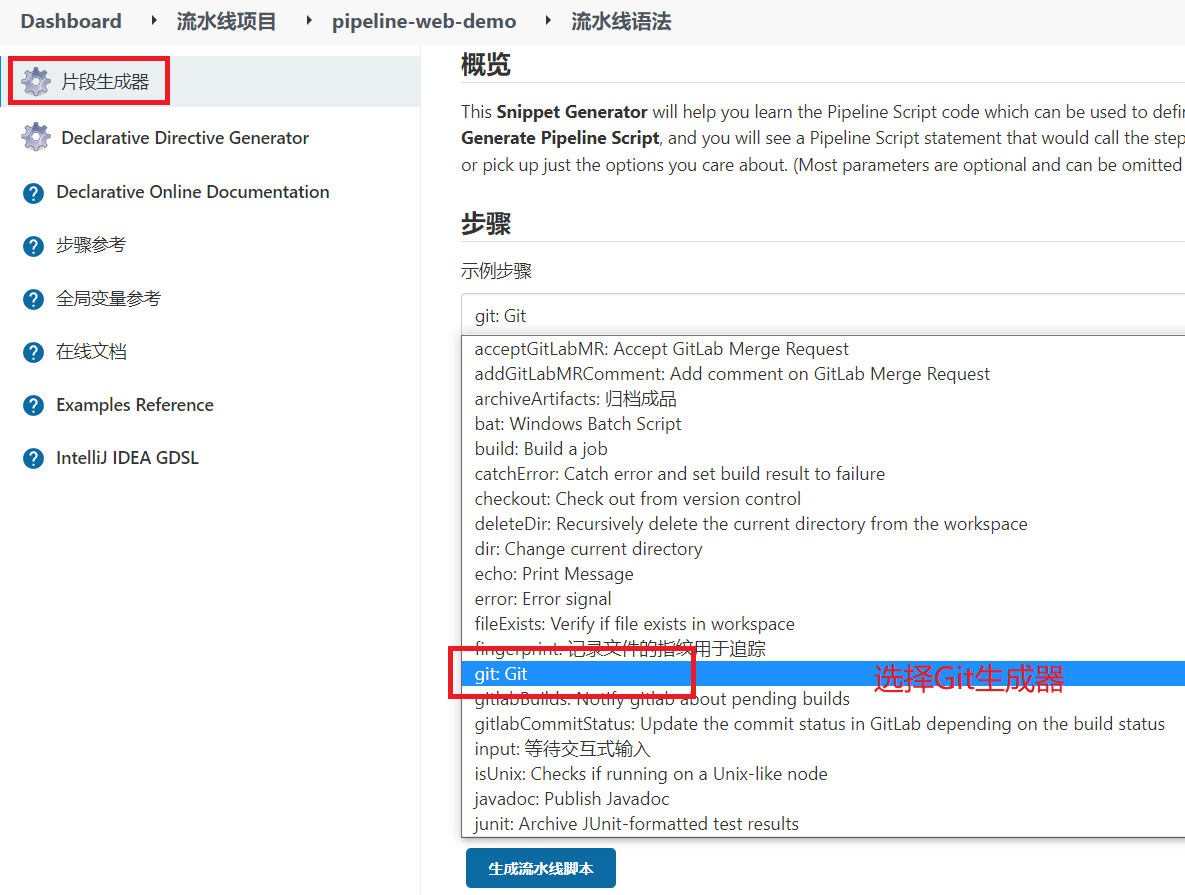 Dashboard 流水线项目 pipeline-web-demo 流水线语法
片段生成器
Declarative Directive Generator
Declarative Online Documentation
步骤参考
全局变量参考
在线文档
Examples Reference
IntelliJ IDEA GDSL
概览
This Snippet Generator will help you learn the Pipeline Script code which can be used to defi
Generate Pipeline Script, and you will see a Pipeline Script statement that would call the step
or pick up just the options you care about. (Most parameters are optional and can be omitted
步骤
示例步骤
git: Git
acceptGitLabMR: Accept GitLab Merge Request
addGitLabMRComment: Add comment on GitLab Merge Request
archiveArtifacts: 归档成品
bat: Windows Batch Script
build: Build a job
catchError: Catch error and set build result to failure
checkout: Check out from version control
deleteDir: Recursively delete the current directory from the workspace
dir: Change current directory
echo: Print Message
error: Error signal
fileExists: Verify if file exists in workspace
fingerprint: 记录文件的指纹用于追踪
git: Git 选择Git生成器
gitlabBuilds: Notify gitlab about pending builds
gitlabCommitStatus: Update the commit status in GitLab depending on the build status
input: 等待交互式输入
isUnix: Checks if running on a Unix-like node
javadoc: Publish Javadoc
junit: Archive JUnit-formatted test results
生成流水线脚本